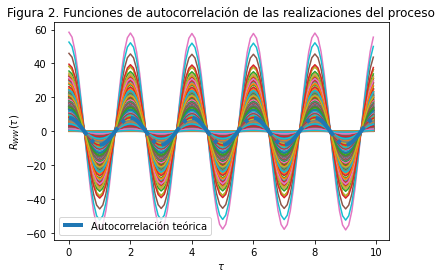 Figura 2. Funciones de autocorrelación de las realizaciones del proceso
60
40
20
0
−20
−40
−60
R_WW(τ)
Autocorrelación teórica
0 2 4 6 8 10
τ